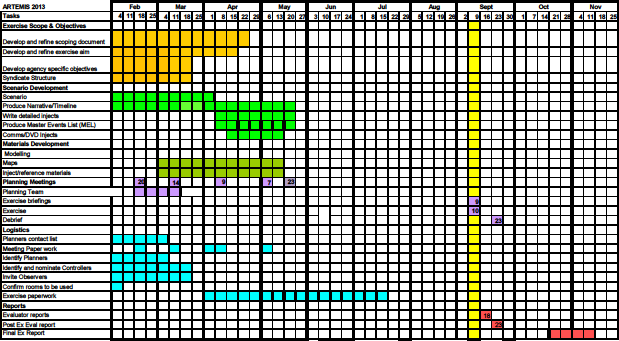 ARTEMIS 2013 Feb Mar Apr May Jun Jul Aug Sept Oct Nov
Tasks 4 11 18 25 4 11 18 25 1 8 15 22 29 6 13 20 27 3 10 17 24 1 8 15 22 29 5 12 19 26 2 9 16 23 30 1 7 14 21 28 4 11 18 25
Exercise Scope & Objectives
Develop and refine scoping document
Develop and refine exercise aim
Develop agency specific objectives
Syndicate Structure
Scenario Development
Scenario
Produce Narrative/Timeline
Write detailed injects
Produce Master Events List (MEL)
Comms/DVD Injects
Materials Development
Modelling
Maps
Inject/reference materials
Planning Meetings 20 14 9 7 23
Planning Team
Exercise briefings 9
Exercise 10
Debrief 23
Logistics
Planners contact list
Meeting Paper work
Identify Planners
Identify and nominate Controllers
Invite Observers
Confirm rooms to be used
Exercise paperwork
Reports
Evaluator reports 18
Post Ex Eval report 23
Final Ex Report